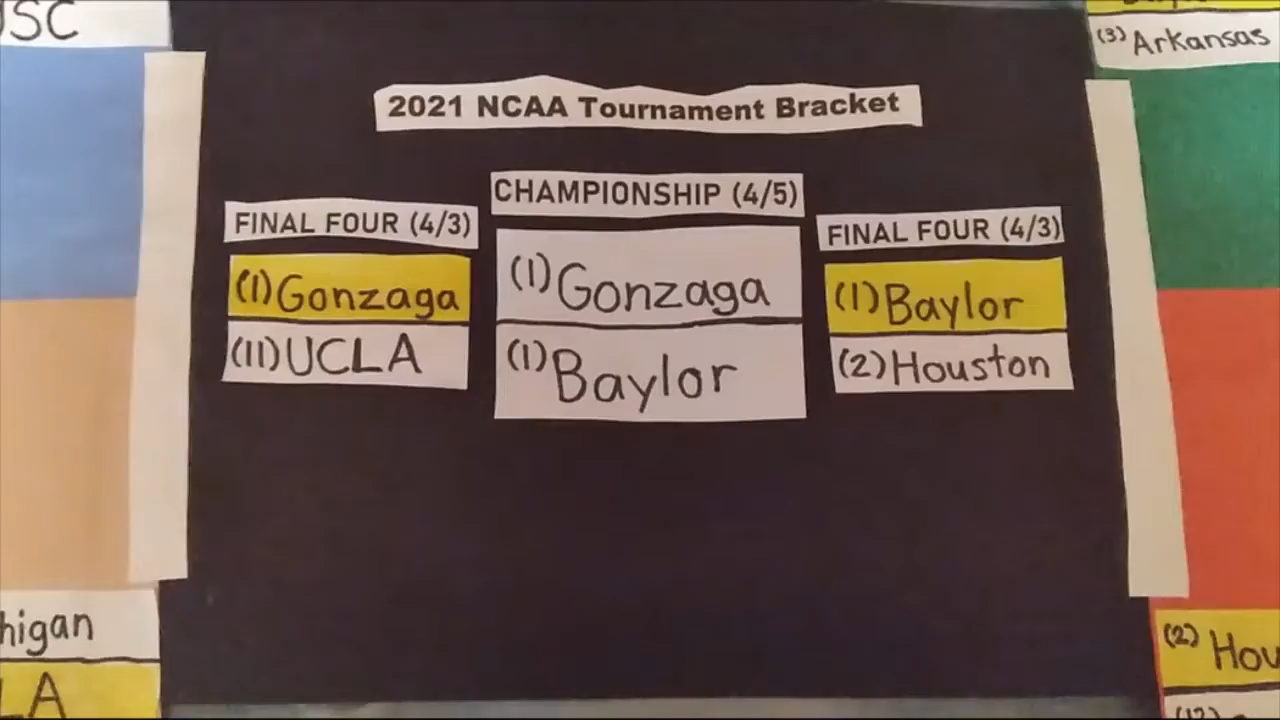 (3) Arkansas
2021 NCAA Tournament Bracket
CHAMPIONSHIP (4/5)
FINAL FOUR (4/3)
FINAL FOUR (4/3)
(1) Gonzaga
(1) Gonzaga
(1) Baylor
(11) UCLA
(1) Baylor
(2) Houston
higan
LA
(2) Hou